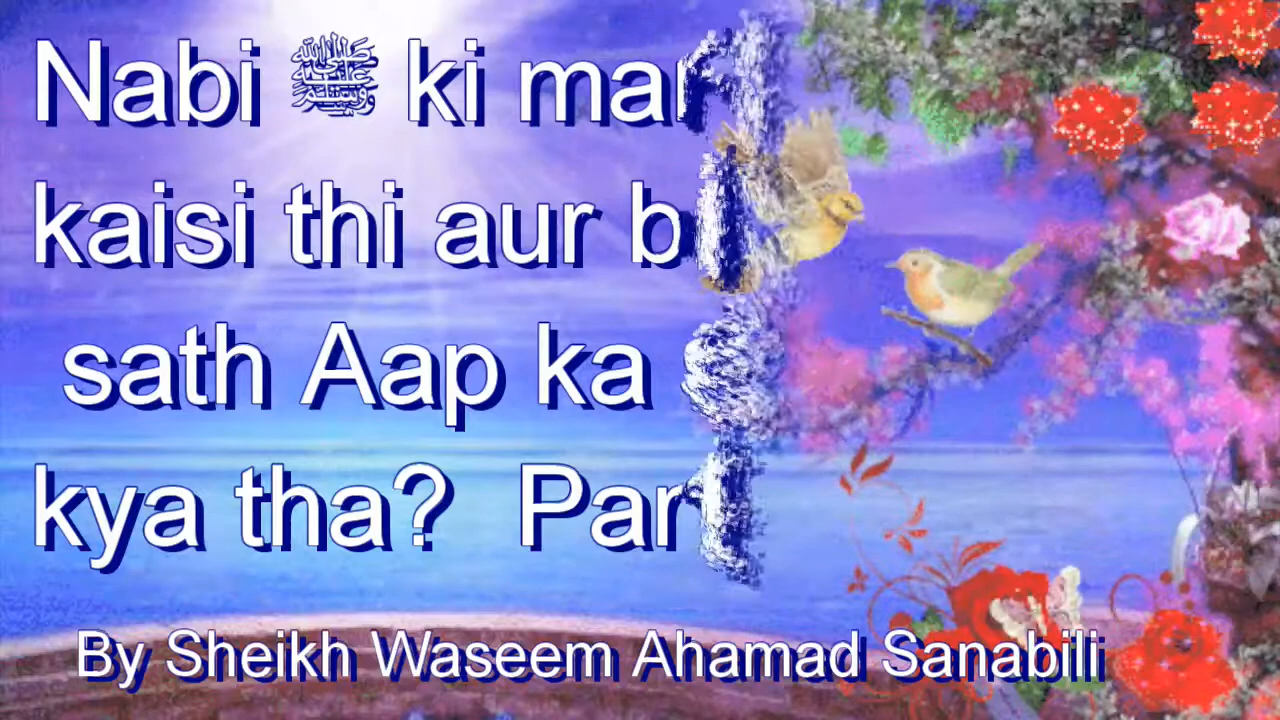 Nabi ﷺ ki
kaisi thi aur
sath Aap ka
kya tha?
By Sheikh Waseem Ahamad Sanabili